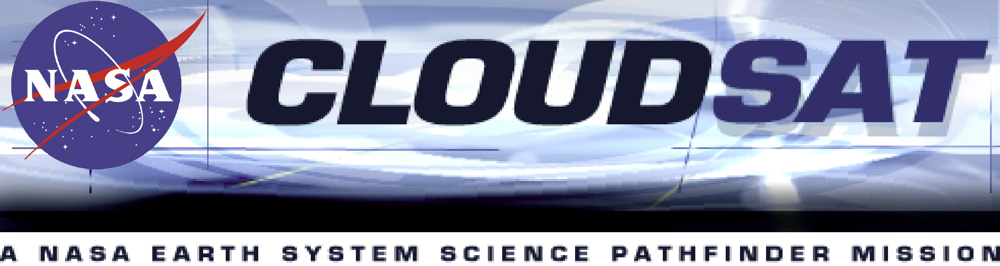 NASA
CLOUDSAT
A NASA EARTH SYSTEM SCIENCE PATHFINDER MISSION